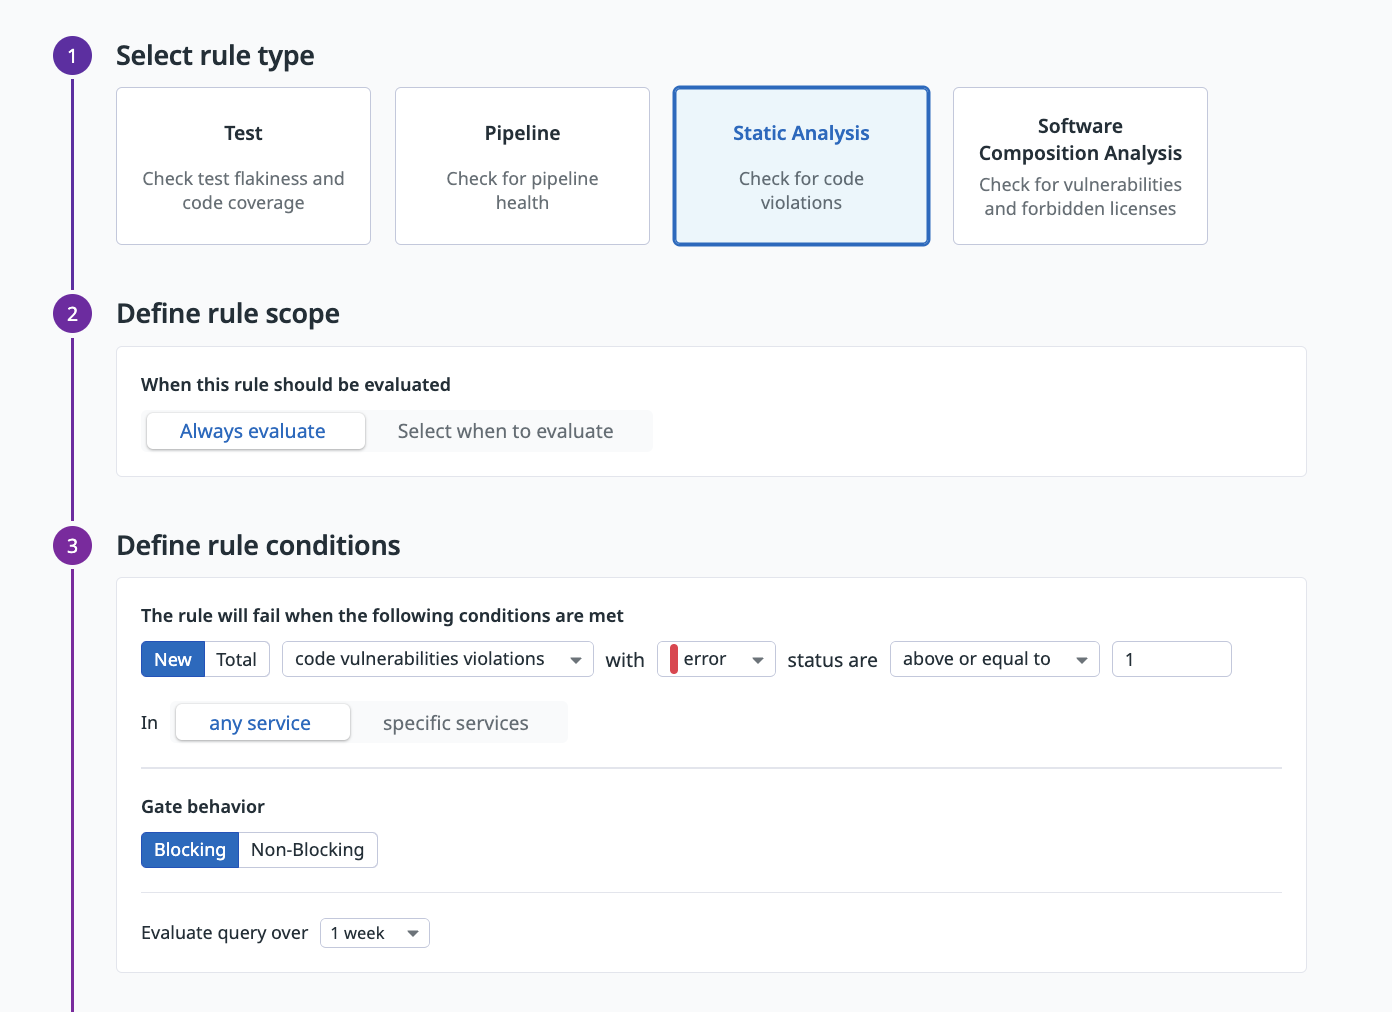 1
Select rule type
Test
Check test flakiness and
code coverage
Pipeline
Check for pipeline
health
Static Analysis
Check for code
violations
Software
Composition Analysis
Check for vulnerabilities
and forbidden licenses
2
Define rule scope
When this rule should be evaluated
Always evaluate Select when to evaluate
3
Define rule conditions
The rule will fail when the following conditions are met
New Total code vulnerabilities violations with error status are above or equal to 1
In any service specific services
Gate behavior
Blocking Non-Blocking
Evaluate query over 1 week